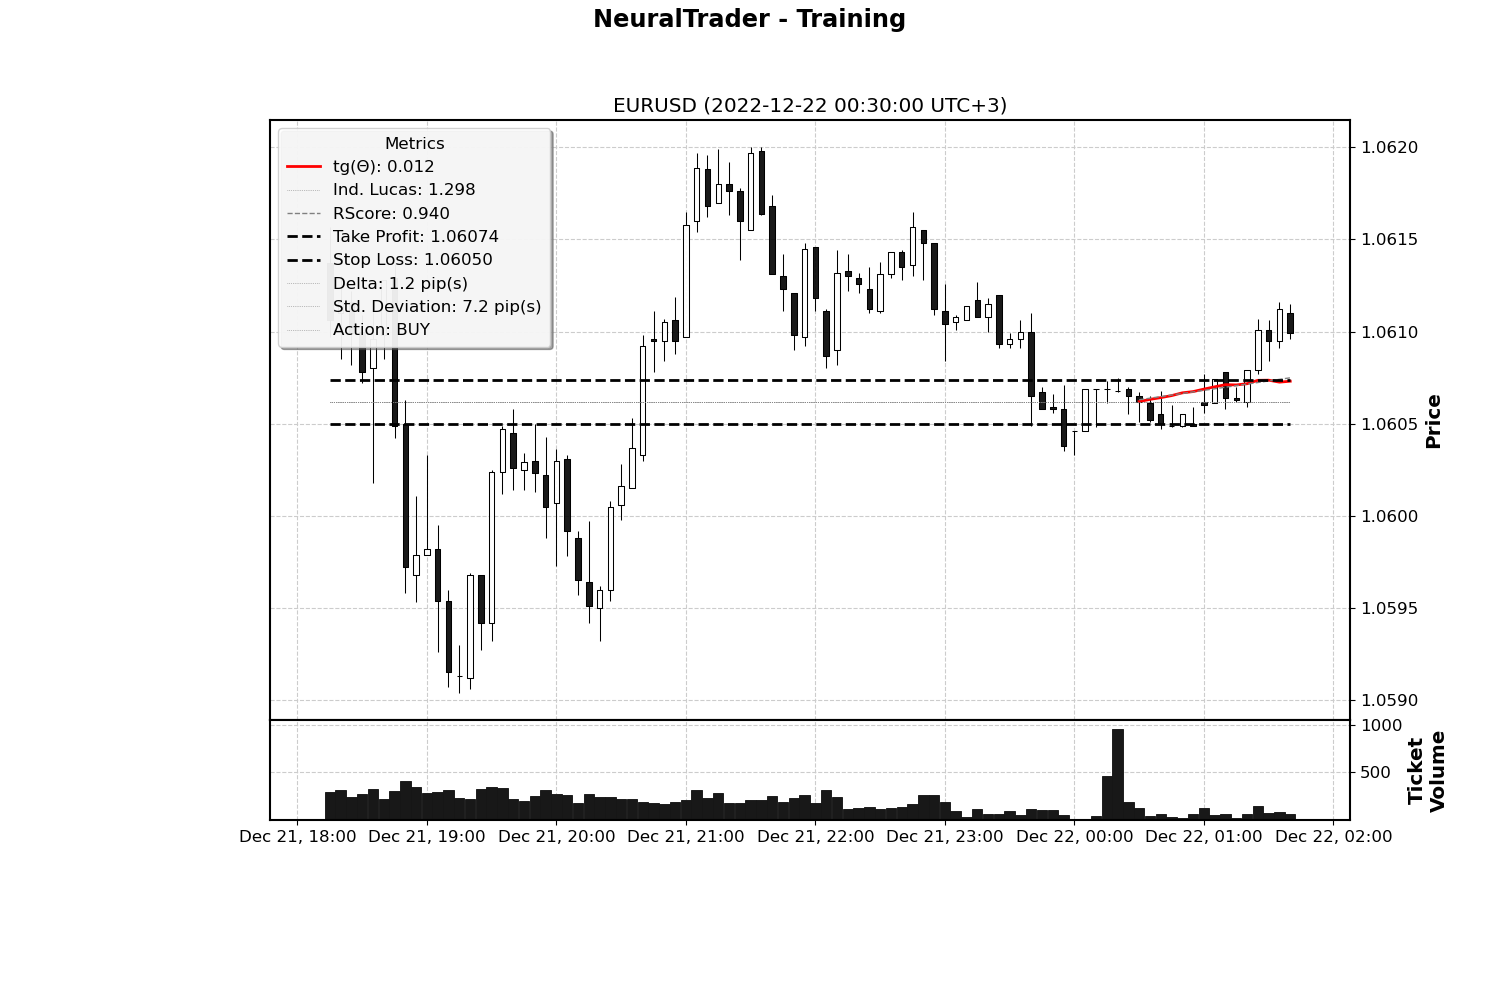 NeuralTrader - Training
EURUSD (2022-12-22 00:30:00 UTC+3)
Metrics
tg(Θ): 0.012
Ind. Lucas: 1.298
RScore: 0.940
Take Profit: 1.06074
Stop Loss: 1.06050
Delta: 1.2 pip(s)
Std. Deviation: 7.2 pip(s)
Action: BUY
1.0620
1.0615
1.0610
1.0605
1.0600
1.0595
1.0590
Price
1000
500
Ticket
Volume
Dec 21, 18:00 Dec 21, 19:00 Dec 21, 20:00 Dec 21, 21:00 Dec 21, 22:00 Dec 21, 23:00 Dec 22, 00:00 Dec 22, 01:00 Dec 22, 02:00